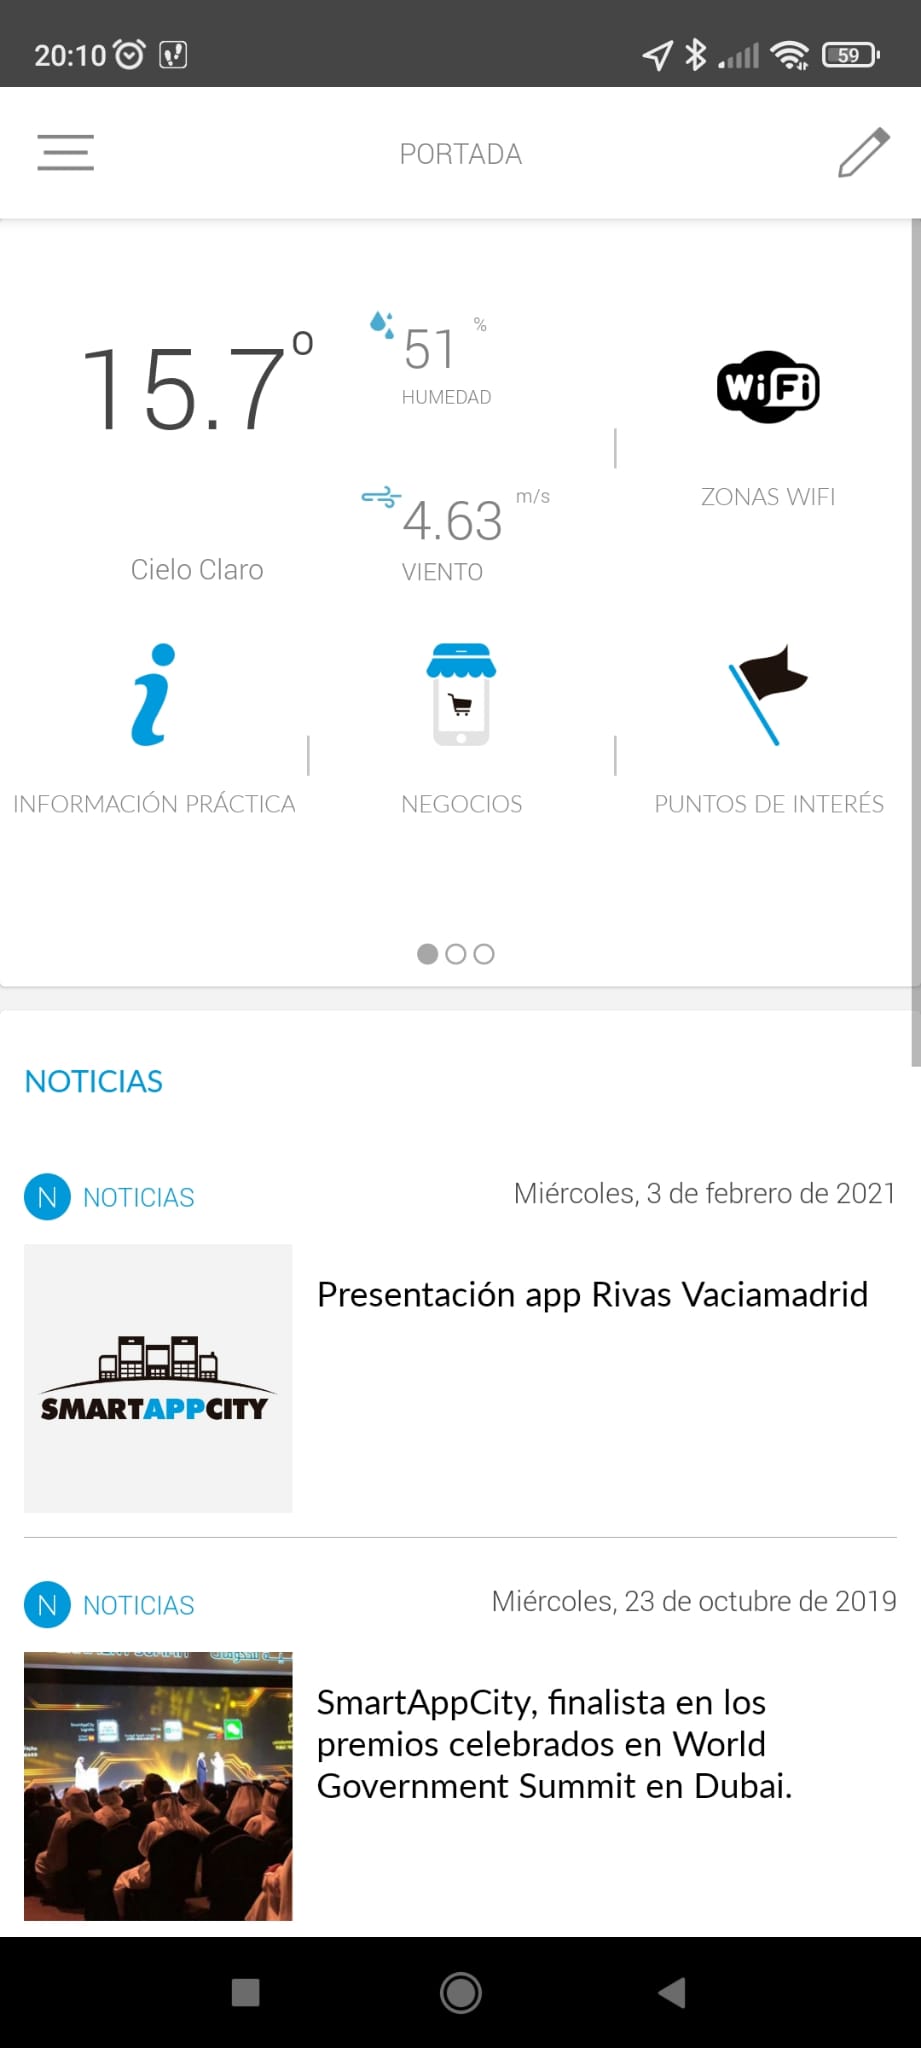 20:10
59
PORTADA
15.7º
51 %
HUMEDAD
WiFi
ZONAS WIFI
4.63 m/s
VIENTO
Cielo Claro
INFORMACIÓN PRÁCTICA
NEGOCIOS
PUNTOS DE INTERÉS
NOTICIAS
N NOTICIAS
Miércoles, 3 de febrero de 2021
SMARTAPPCITY
Presentación app Rivas Vaciamadrid
N NOTICIAS
Miércoles, 23 de octubre de 2019
SmartAppCity, finalista en los
premios celebrados en World
Government Summit en Dubai.